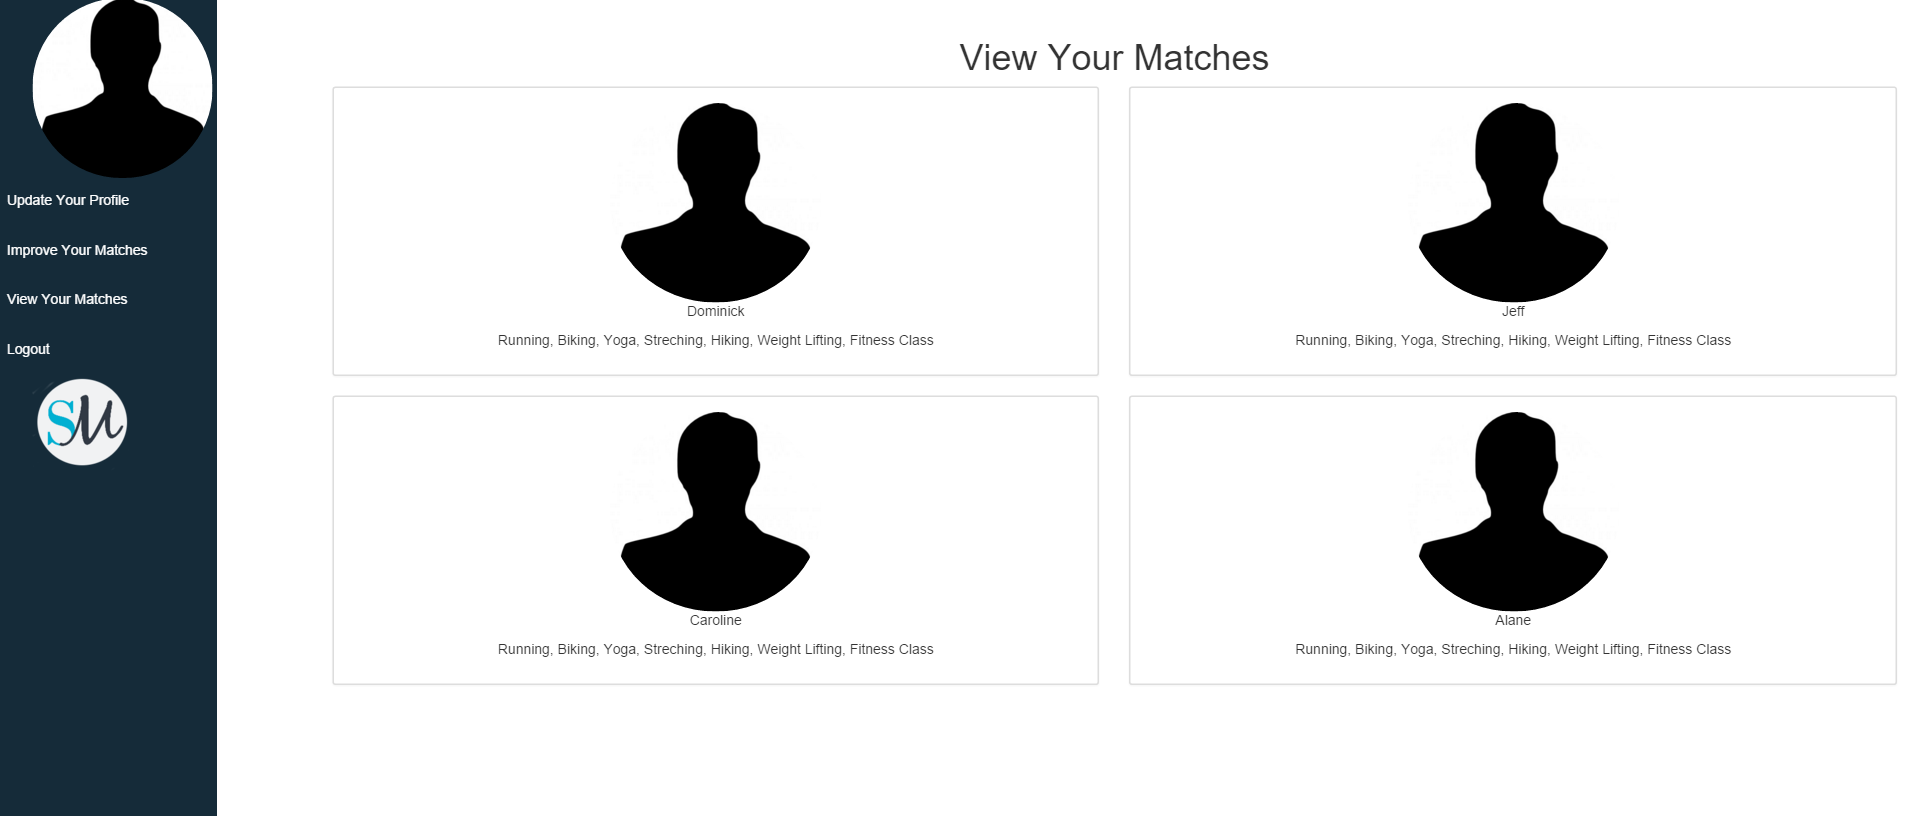 View Your Matches
Update Your Profile
Improve Your Matches
View Your Matches
Logout
SM
Dominick
Running, Biking, Yoga, Streching, Hiking, Weight Lifting, Fitness Class
Jeff
Running, Biking, Yoga, Streching, Hiking, Weight Lifting, Fitness Class
Caroline
Running, Biking, Yoga, Streching, Hiking, Weight Lifting, Fitness Class
Alane
Running, Biking, Yoga, Streching, Hiking, Weight Lifting, Fitness Class